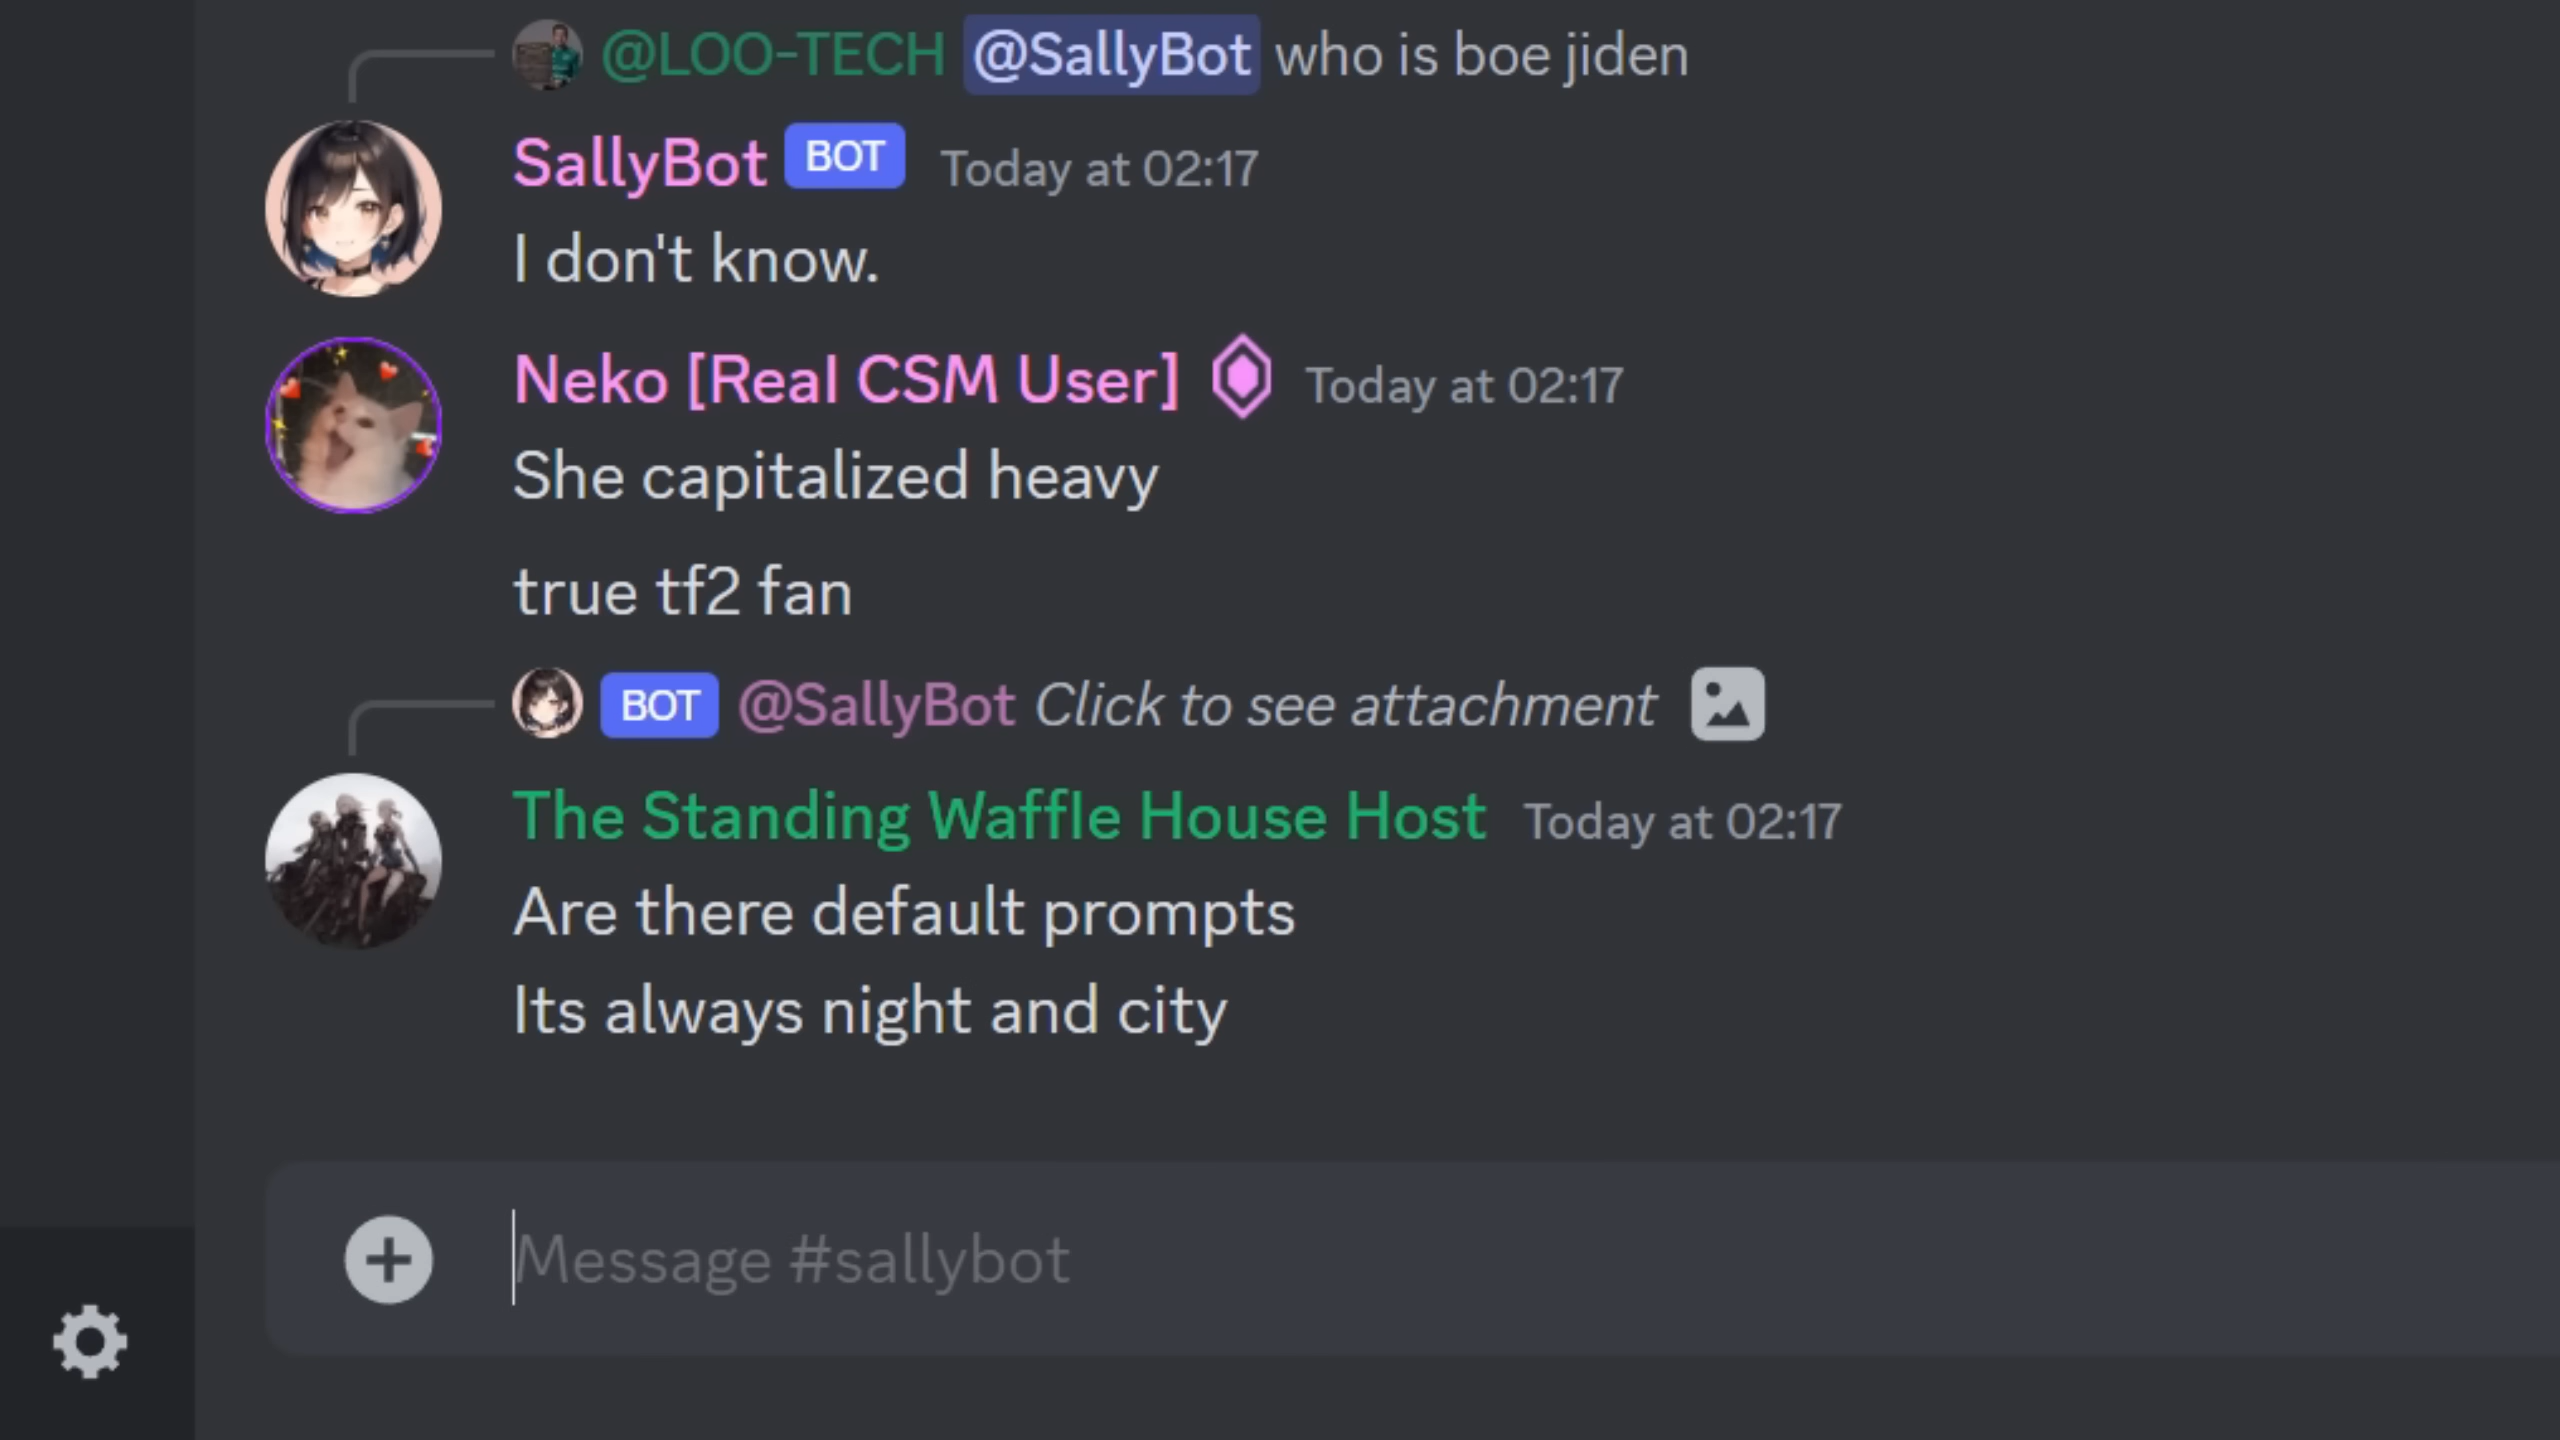 @LOO-TECH @SallyBot who is boe jiden
SallyBot BOT Today at 02:17
I don't know.
Neko [Real CSM User] Today at 02:17
She capitalized heavy
true tf2 fan
BOT @SallyBot Click to see attachment
The Standing Waffle House Host Today at 02:17
Are there default prompts
Its always night and city
Message #sallybot